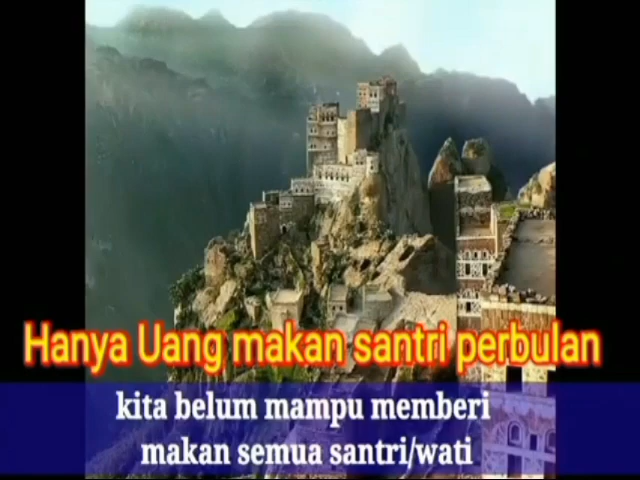 Hanya Uang makan santri perbulan
kita belum mampu memberi
makan semua santri/wati